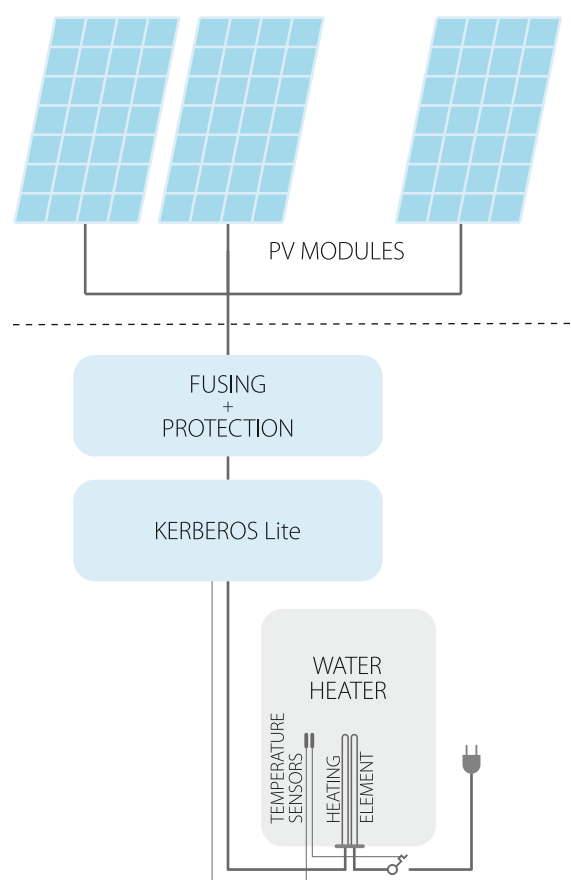 PV MODULES
FUSING
+
PROTECTION
KERBEROS Lite
WATER
HEATER
TEMPERATURE
SENSORS
HEATING
ELEMENT